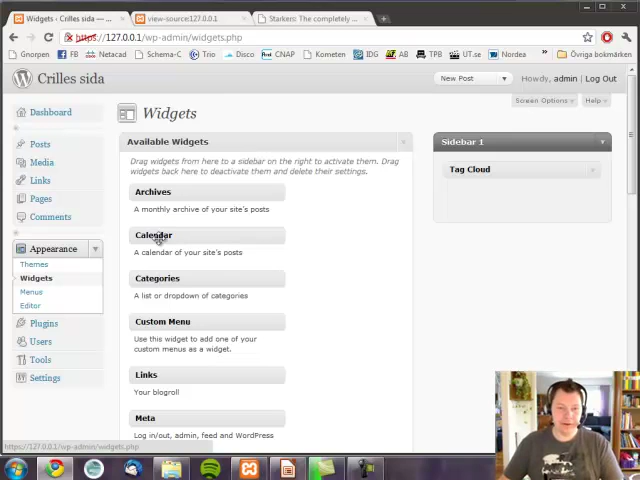 Widgets ‹ Crilles sida — ...
view-source:127.0.0.1
Starkers: The completely ...
https://127.0.0.1/wp-admin/widgets.php
Gnorpen
FB
Netacad
Schema-C
Trio
Disco
CNAP
Kometen
IDG
AB
TPB
UT.se
Nordea
»
Övriga bokmärken
Crilles sida
New Post
Howdy, admin | Log Out
Screen Options
Help
Dashboard
Posts
Media
Links
Pages
Comments
Appearance
Themes
Widgets
Menus
Editor
Plugins
Users
Tools
Settings
Widgets
Available Widgets
Drag widgets from here to a sidebar on the right to activate them. Drag
widgets back here to deactivate them and delete their settings.
Archives
A monthly archive of your site's posts
Calendar
A calendar of your site's posts
Categories
A list or dropdown of categories
Custom Menu
Use this widget to add one of your
custom menus as a widget.
Links
Your blogroll
Meta
Log in/out, admin, feed and WordPress
Sidebar 1
Tag Cloud
https://127.0.0.1/wp-admin/widgets.php